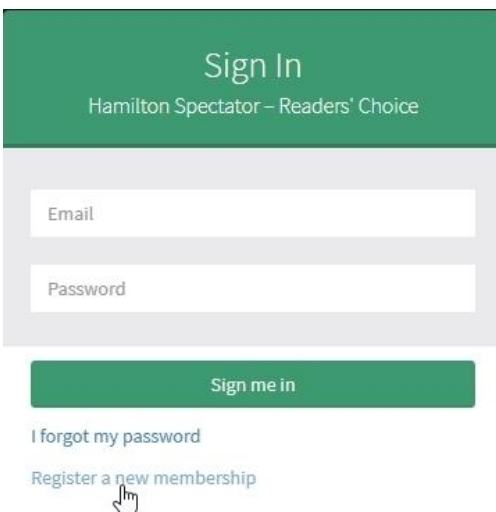 Sign In
Hamilton Spectator – Readers' Choice
Email
Password
Sign me in
I forgot my password
Register a new membership